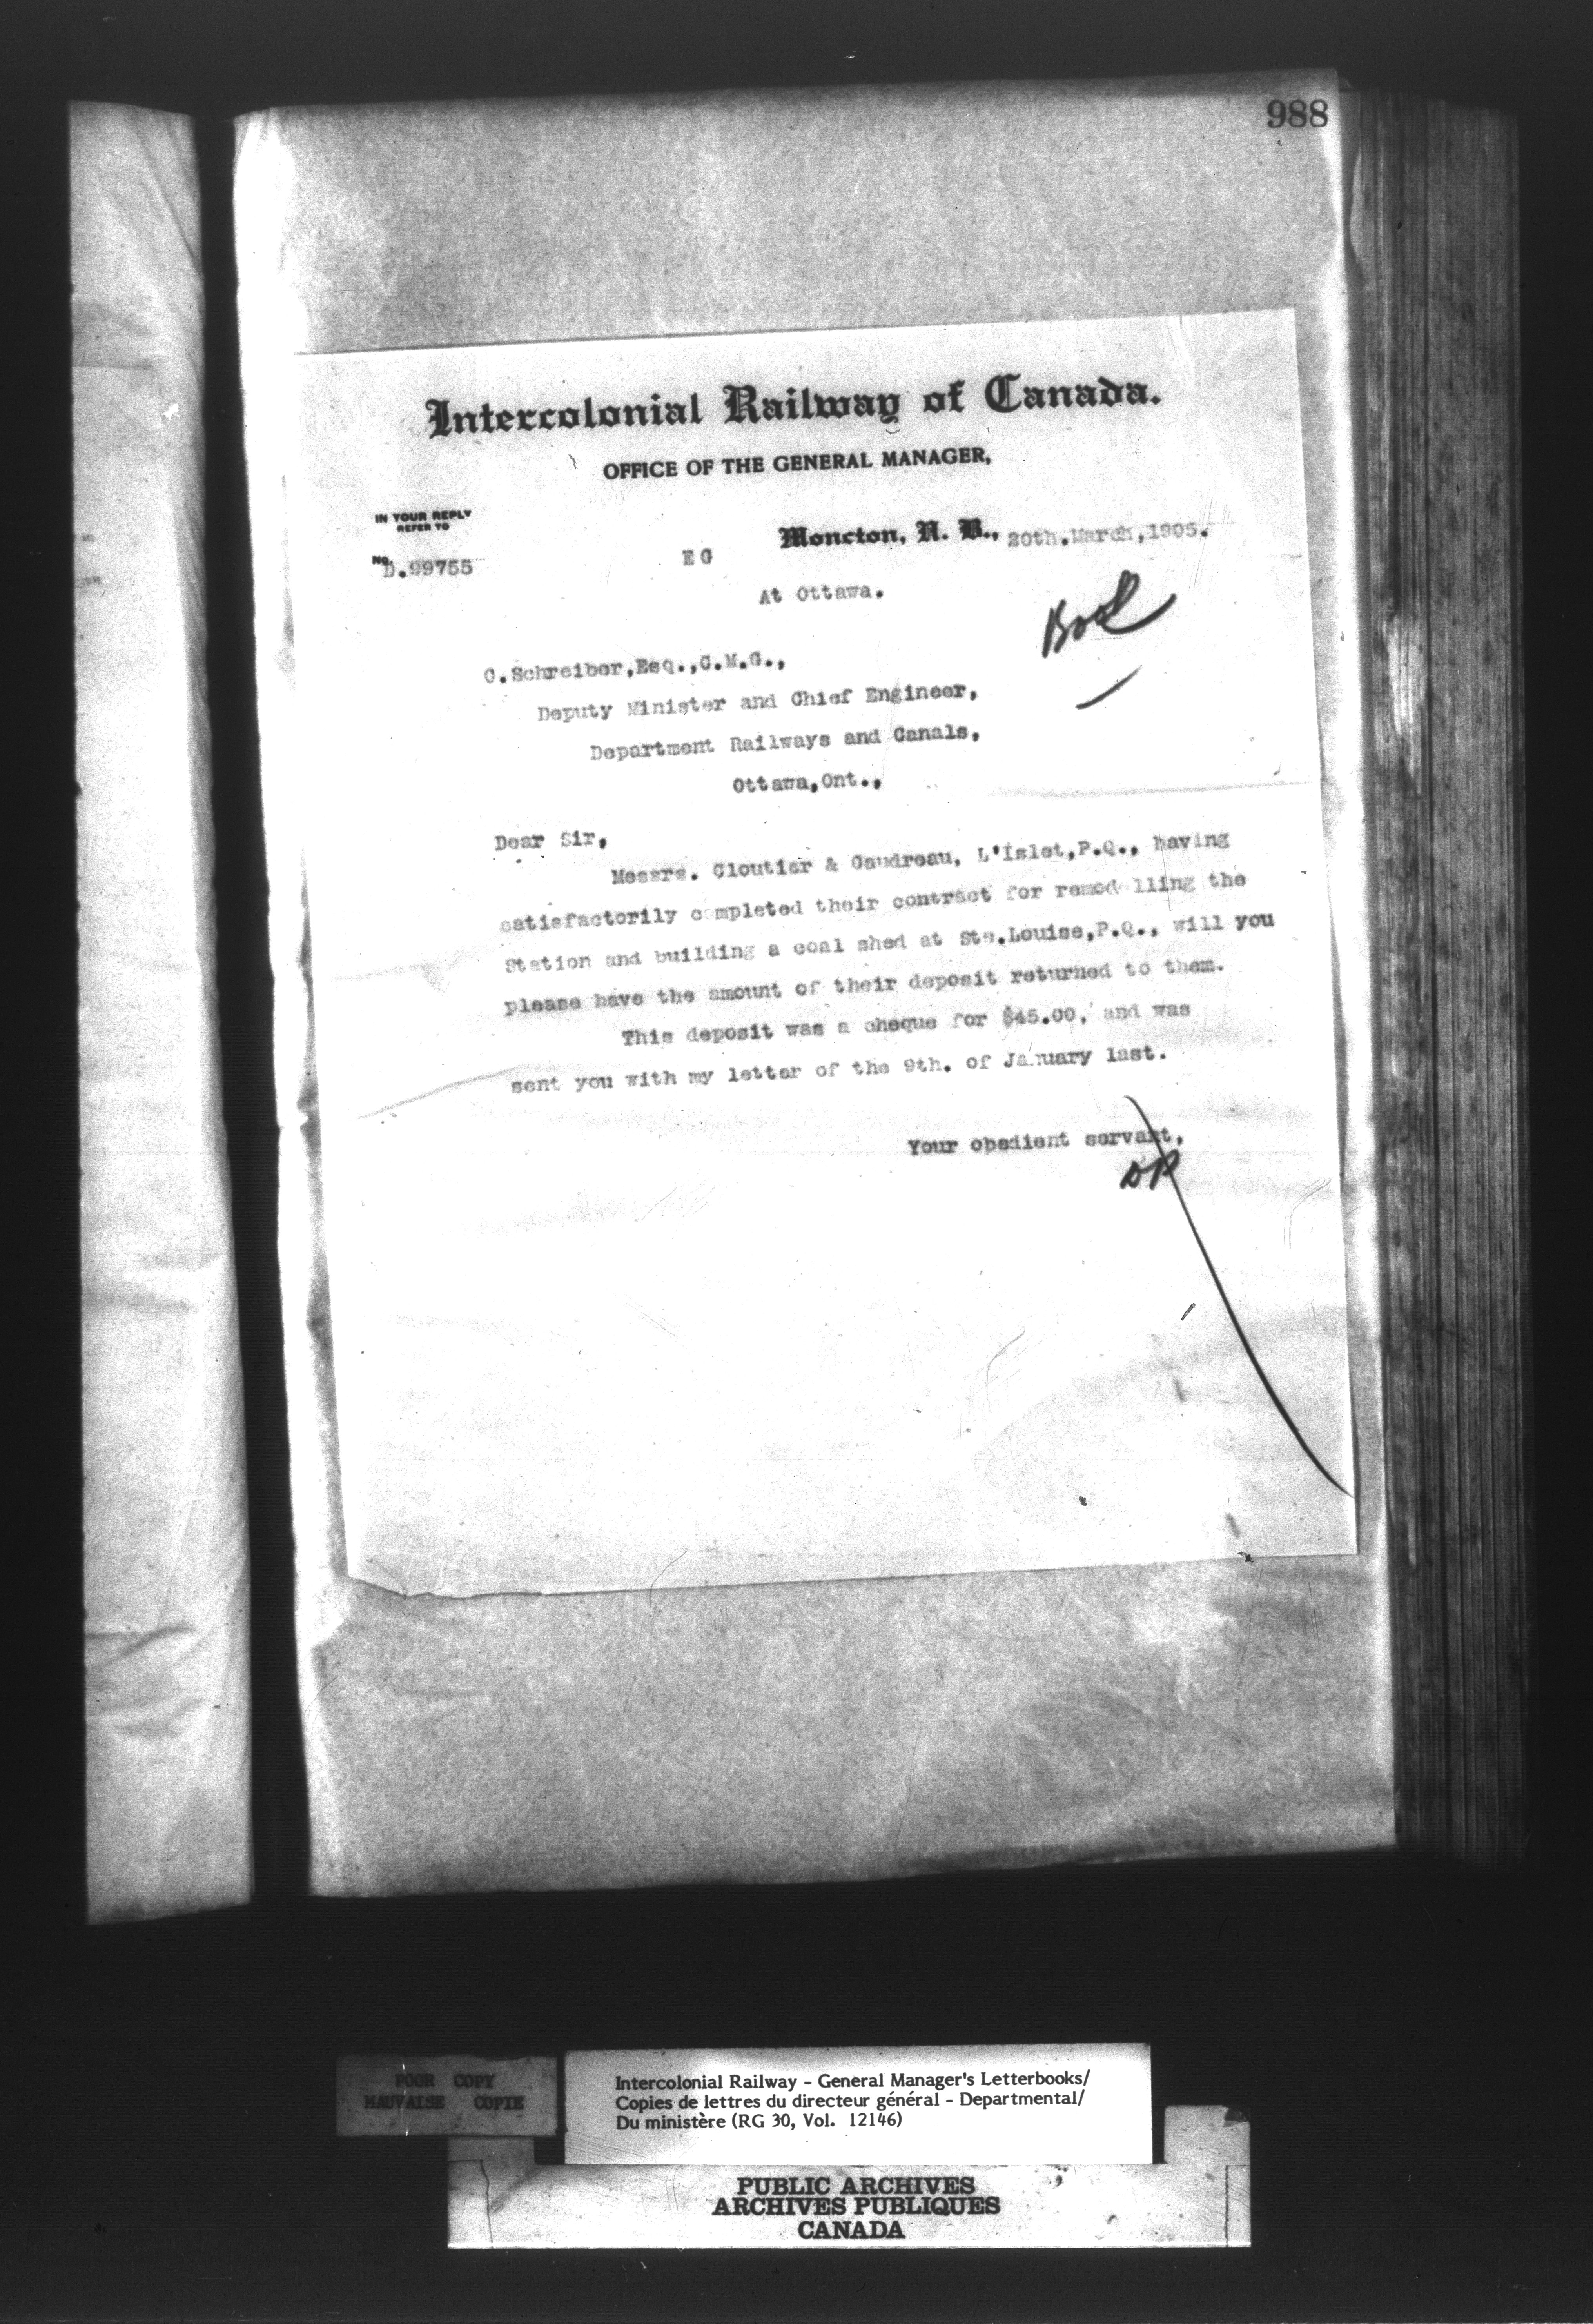 988
Intercolonial Railway of Canada.
OFFICE OF THE GENERAL MANAGER,
IN YOUR REPLY
REFER TO
No. D.99755
EG
Moncton, N. B., 20th.March,1905.
At Ottawa.
C.Schreiber,Esq.,C.M.G.,
Deputy Minister and Chief Engineer,
Department Railways and Canals,
Ottawa,Ont.,
Dear Sir,
Messrs. Cloutier & Gaudreau, L'Islet,P.Q., having
satisfactorily completed their contract for remodelling the
Station and building a coal shed at Ste.Louise,P.Q., will you
please have the amount of their deposit returned to them.
This deposit was a cheque for $45.00, and was
sent you with my letter of the 9th. of January last.
Your obedient servant,
DP
POOR COPY
MAUVAISE COPIE
Intercolonial Railway - General Manager's Letterbooks/
Copies de lettres du directeur général - Departmental/
Du ministère (RG 30, Vol. 12146)
PUBLIC ARCHIVES
ARCHIVES PUBLIQUES
CANADA